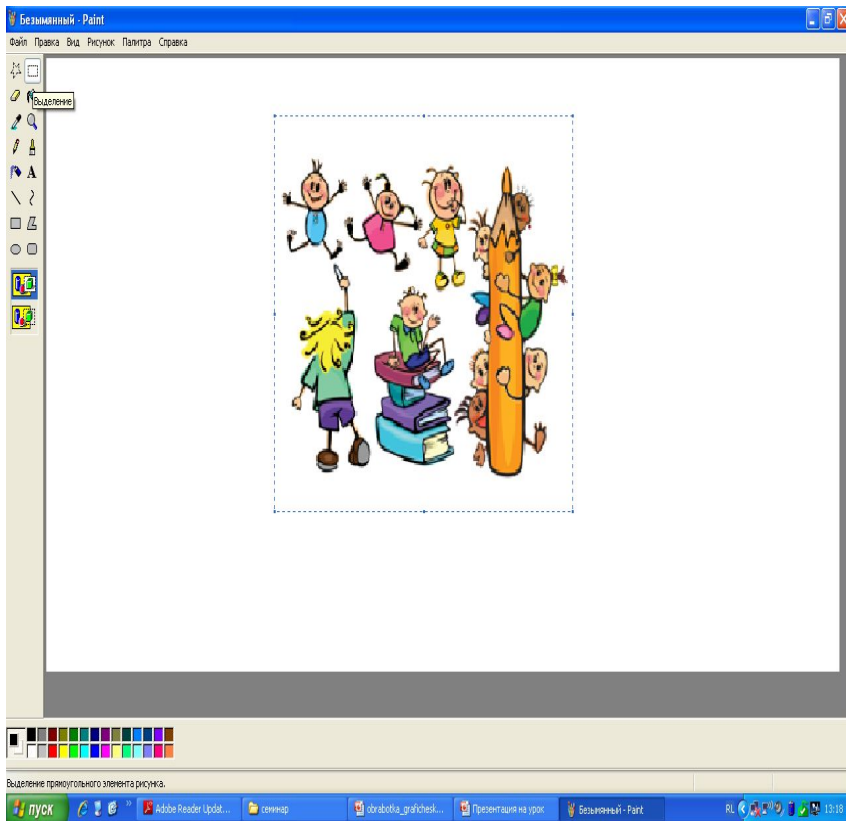 Безымянный - Paint
Файл Правка Вид Рисунок Палитра Справка
Выделение
A
Выделение прямоугольного элемента рисунка.
пуск
Adobe Reader Updat...
семинар
obrabotka_grafichesk...
Презентация на урок
Безымянный - Paint
RL
13:18